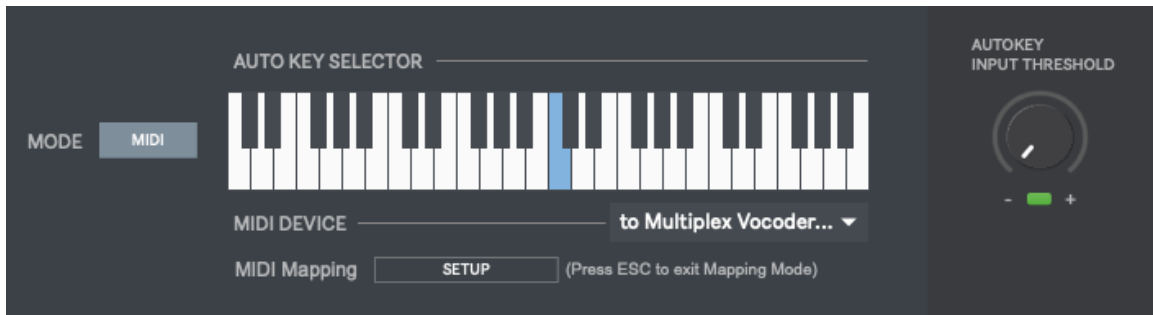 AUTO KEY SELECTOR
MODE
MIDI
MIDI DEVICE
to Multiplex Vocoder...
MIDI Mapping
SETUP
(Press ESC to exit Mapping Mode)
AUTOKEY
INPUT THRESHOLD
- +